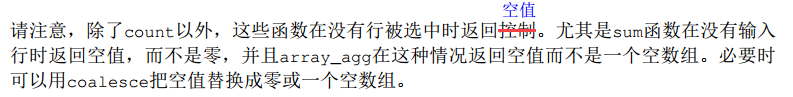 空值
请注意，除了count以外，这些函数在没有行被选中时返回控制。尤其是sum函数在没有输入
行时返回空值，而不是零，并且array_agg在这种情况返回空值而不是一个空数组。必要时
可以用coalesce把空值替换成零或一个空数组。